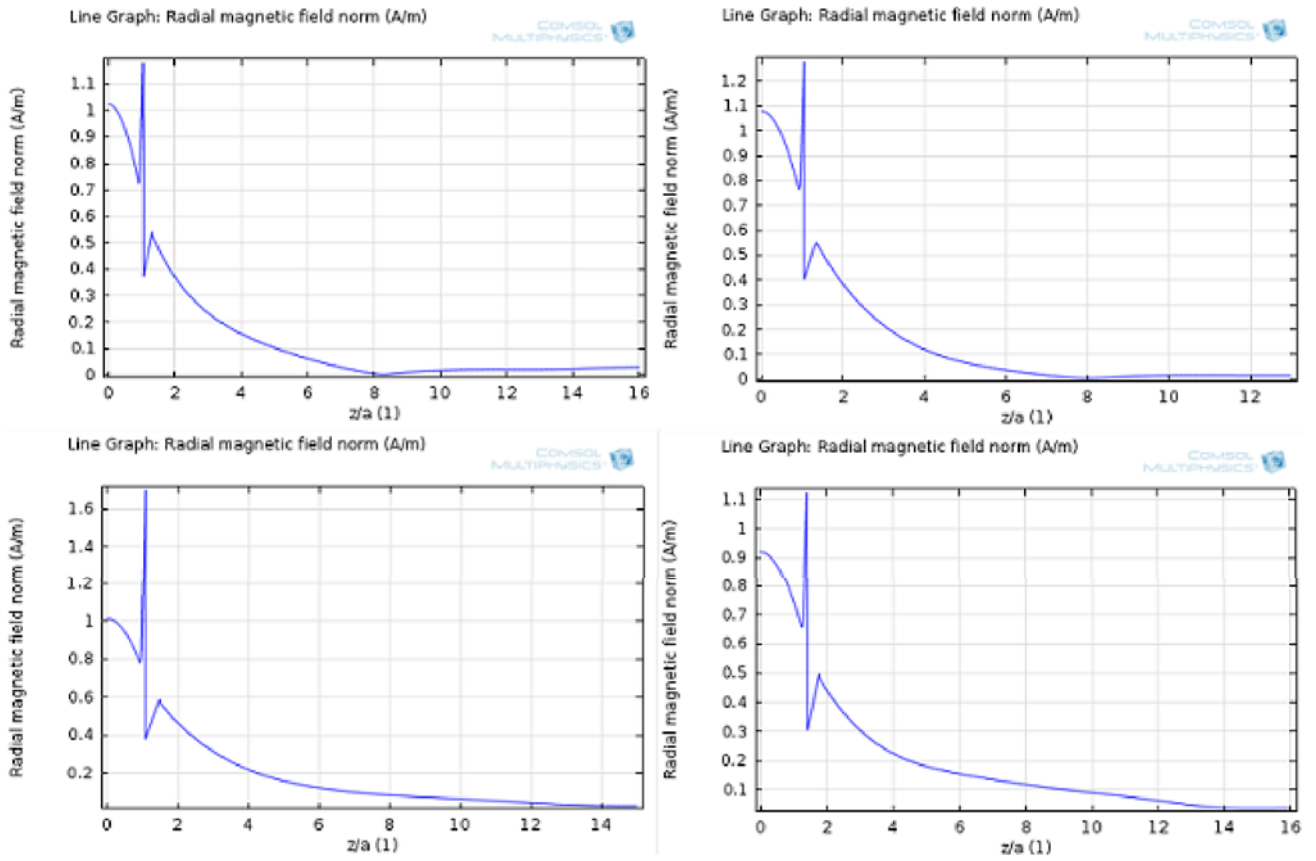 Line Graph: Radial magnetic field norm (A/m)
COMSOL
MULTIPHYSICS
Radial magnetic field norm (A/m)
1.1
1
0.9
0.8
0.7
0.6
0.5
0.4
0.3
0.2
0.1
0
0 2 4 6 8 10 12 14 16
z/a (1)
Line Graph: Radial magnetic field norm (A/m)
COMSOL
MULTIPHYSICS
Radial magnetic field norm (A/m)
1.2
1.1
1
0.9
0.8
0.7
0.6
0.5
0.4
0.3
0.2
0.1
0
0 2 4 6 8 10 12
z/a (1)
Line Graph: Radial magnetic field norm (A/m)
COMSOL
MULTIPHYSICS
Radial magnetic field norm (A/m)
1.6
1.4
1.2
1
0.8
0.6
0.4
0.2
0 2 4 6 8 10 12 14
z/a (1)
Line Graph: Radial magnetic field norm (A/m)
COMSOL
MULTIPHYSICS
Radial magnetic field norm (A/m)
1.1
1
0.9
0.8
0.7
0.6
0.5
0.4
0.3
0.2
0.1
0 2 4 6 8 10 12 14 16
z/a (1)